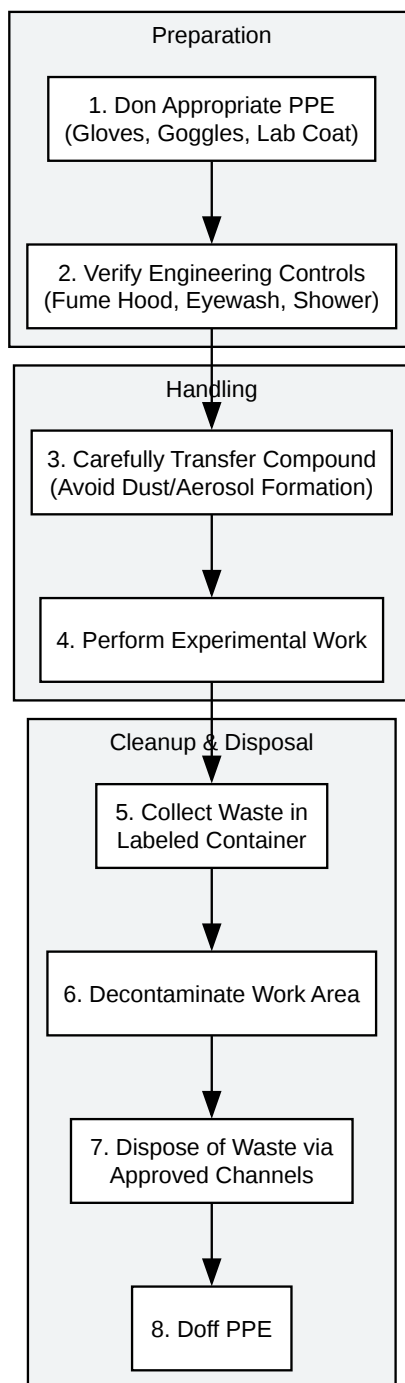 Preparation
1. Don Appropriate PPE
(Gloves, Goggles, Lab Coat)
2. Verify Engineering Controls
(Fume Hood, Eyewash, Shower)
Handling
3. Carefully Transfer Compound
(Avoid Dust/Aerosol Formation)
4. Perform Experimental Work
Cleanup & Disposal
5. Collect Waste in
Labeled Container
6. Decontaminate Work Area
7. Dispose of Waste via
Approved Channels
8. Doff PPE